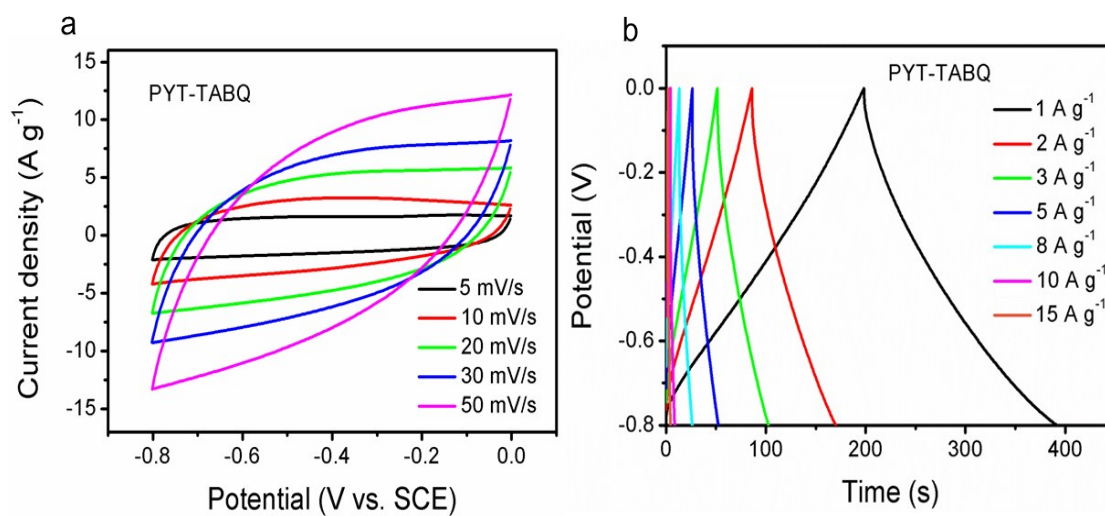 a
15
10
5
0
-5
-10
-15
Current density (A g⁻¹)
PYT-TABQ
5 mV/s
10 mV/s
20 mV/s
30 mV/s
50 mV/s
-0.8
-0.6
-0.4
-0.2
0.0
Potential (V vs. SCE)
b
0.0
-0.2
-0.4
-0.6
-0.8
Potential (V)
PYT-TABQ
1 A g⁻¹
2 A g⁻¹
3 A g⁻¹
5 A g⁻¹
8 A g⁻¹
10 A g⁻¹
15 A g⁻¹
0
100
200
300
400
Time (s)